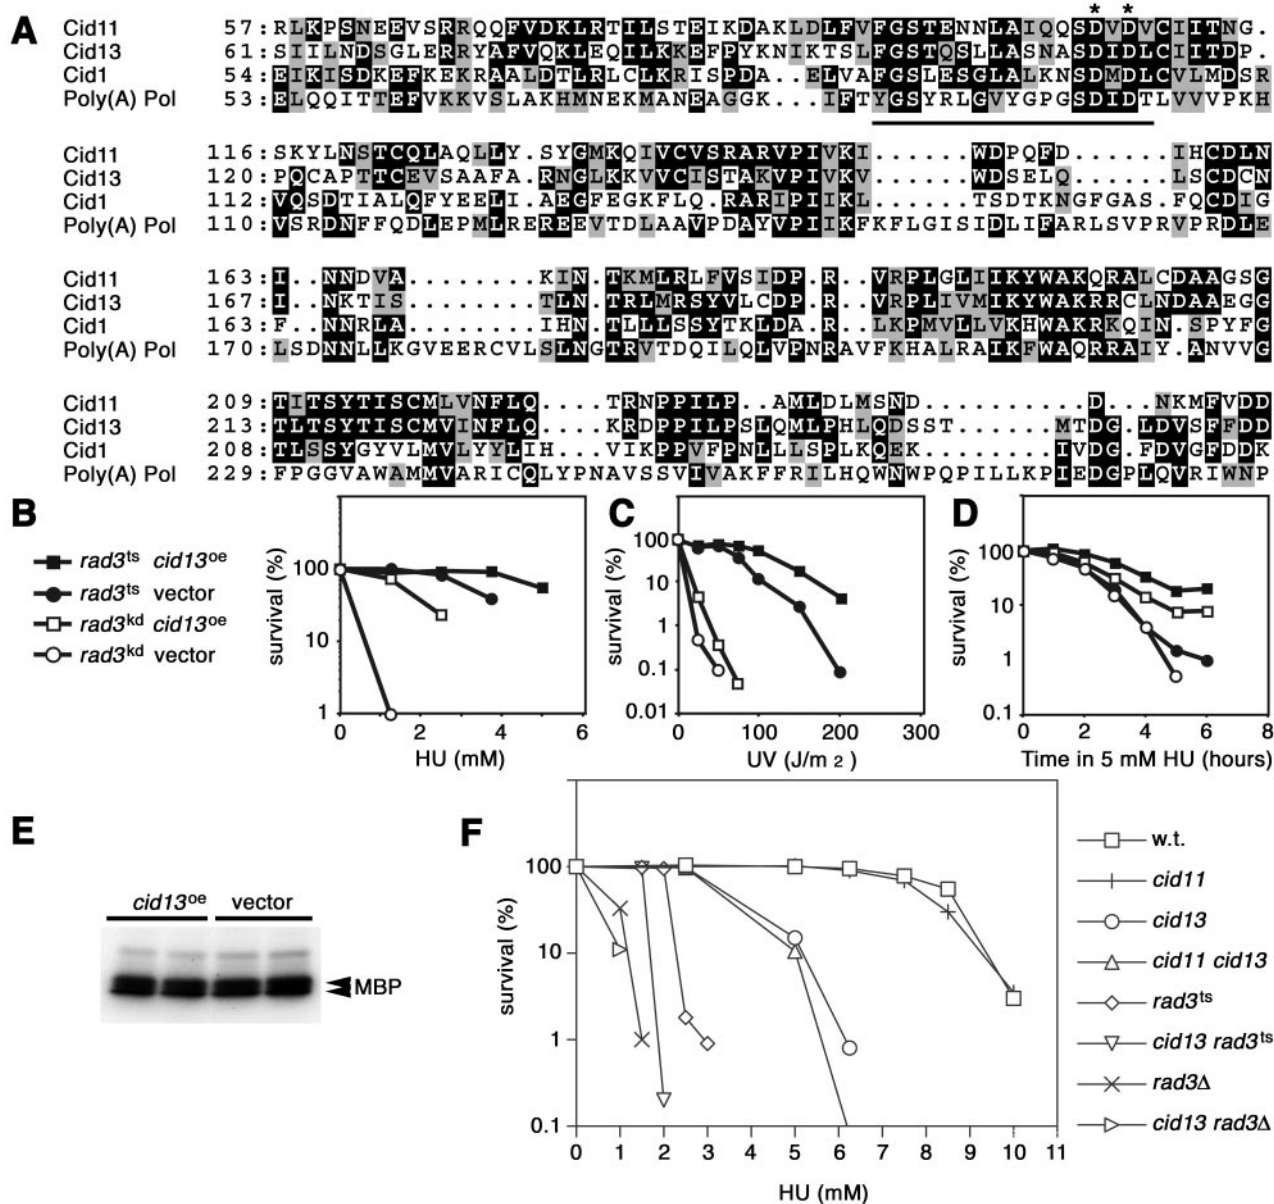 A
* *
Cid11 57:RLKPSNEEVSRRQQFVDKLRTILSTEIKDAKLDLFVFGSTENNLAIQQSDVDVCIITNG.
Cid13 61:SIILNDSGLERRYAFVQKLEQILKKEFPYKNIKTSLFGSTQSLLASNASDIDLCIITDP.
Cid1 54:EIKISDKEFKEKRAALDTLRLCLKRISPDA..ELVAFGSLESGLALKNSDMDLCVLMDSR
Poly(A) Pol 53:ELQQITTEFVKKVSLAKHMNEKMANEAGGK...IFTYGSYRLGVYGPGSDIDTLVVVPKH
Cid11 116:SKYLNSTCQLAQLLY.SYGMKQIVCVSRARVPIVKI......WDPQFD......IHCDLN
Cid13 120:PQCAPTTCEVSAAFA.RNGLKKVVCISTAKVPIVKV......WDSELQ......LSCDCN
Cid1 112:VQSDTIALQFYEELI.AEGFEGKFLQ.RARIPIIKL......TSDTKNGFGAS.FQCDIG
Poly(A) Pol 110:VSRDNFFQDLEPMLREREEVTDLAAVPDAYVPIIKFKFLGISIDLIFARLSVPRVPRDLE
Cid11 163:I..NNDVA........KIN.TKMLRLFVSIDP.R..VRPLGLIIKYWAKQRALCDAAGSG
Cid13 167:I..NKTIS........TLN.TRLMRSYVLCDP.R..VRPLIVMIKYWAKRRCLNDAAEGG
Cid1 163:F..NNRLA........IHN.TLLLSSYTKLDA.R..LKPMVLLVKHWAKRKQIN.SPYFG
Poly(A) Pol 170:LSDNNLLKGVEERCVLSLNGTRVTDQILQLVPNRAVFKHALRAIKFWAQRRAIY.ANVVG
Cid11 209:TITSYTISCMLVNFLQ....TRNPPILP..AMLDLMSND..........D...NKMFVDD
Cid13 213:TLTSYTISCMVINFLQ....KRDPPILPSLQMLPHLQDSST......MTDG.LDVSFFDD
Cid1 208:TLSSYGYVLMVLYYLIH...VIKPPVFPNLLLSPLKQEK........IVDG.FDVGFDDK
Poly(A) Pol 229:FPGGVAWAMMVARICQLYPNAVSSVIVAKFFRILHQWNWPQPILLKPIEDGPLQVRIWNP
B
rad3ts cid13oe
rad3ts vector
rad3kd cid13oe
rad3kd vector
survival (%)
100
10
1
0 2 4 6
HU (mM)
C
survival (%)
100
10
1
0.1
0.01
0 100 200 300
UV (J/m 2 )
D
survival (%)
100
10
1
0.1
0 2 4 6 8
Time in 5 mM HU (hours)
E
cid13oe vector
MBP
F
survival (%)
100
10
1
0.1
0 1 2 3 4 5 6 7 8 9 10 11
HU (mM)
w.t.
cid11
cid13
cid11 cid13
rad3ts
cid13 rad3ts
rad3Δ
cid13 rad3Δ